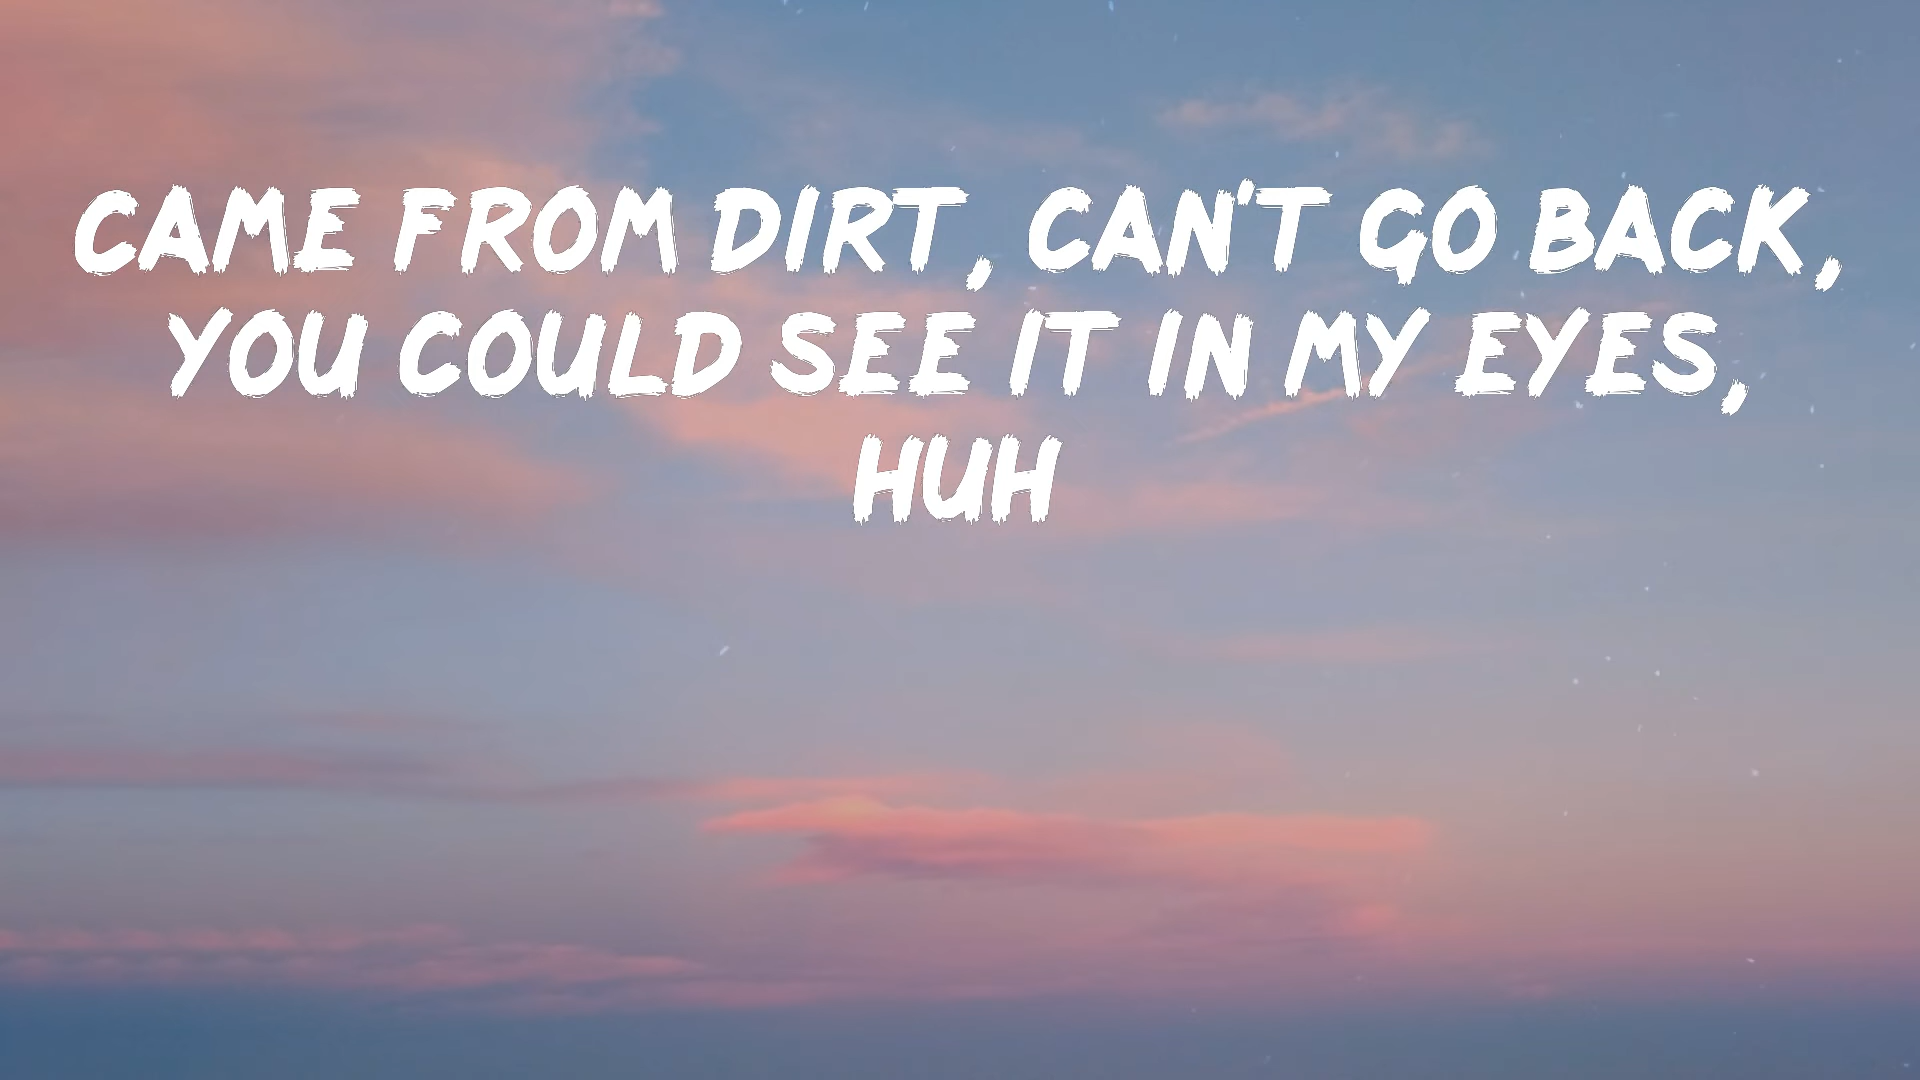 CAME FROM DIRT, CAN'T GO BACK,
YOU COULD SEE IT IN MY EYES,
HUH